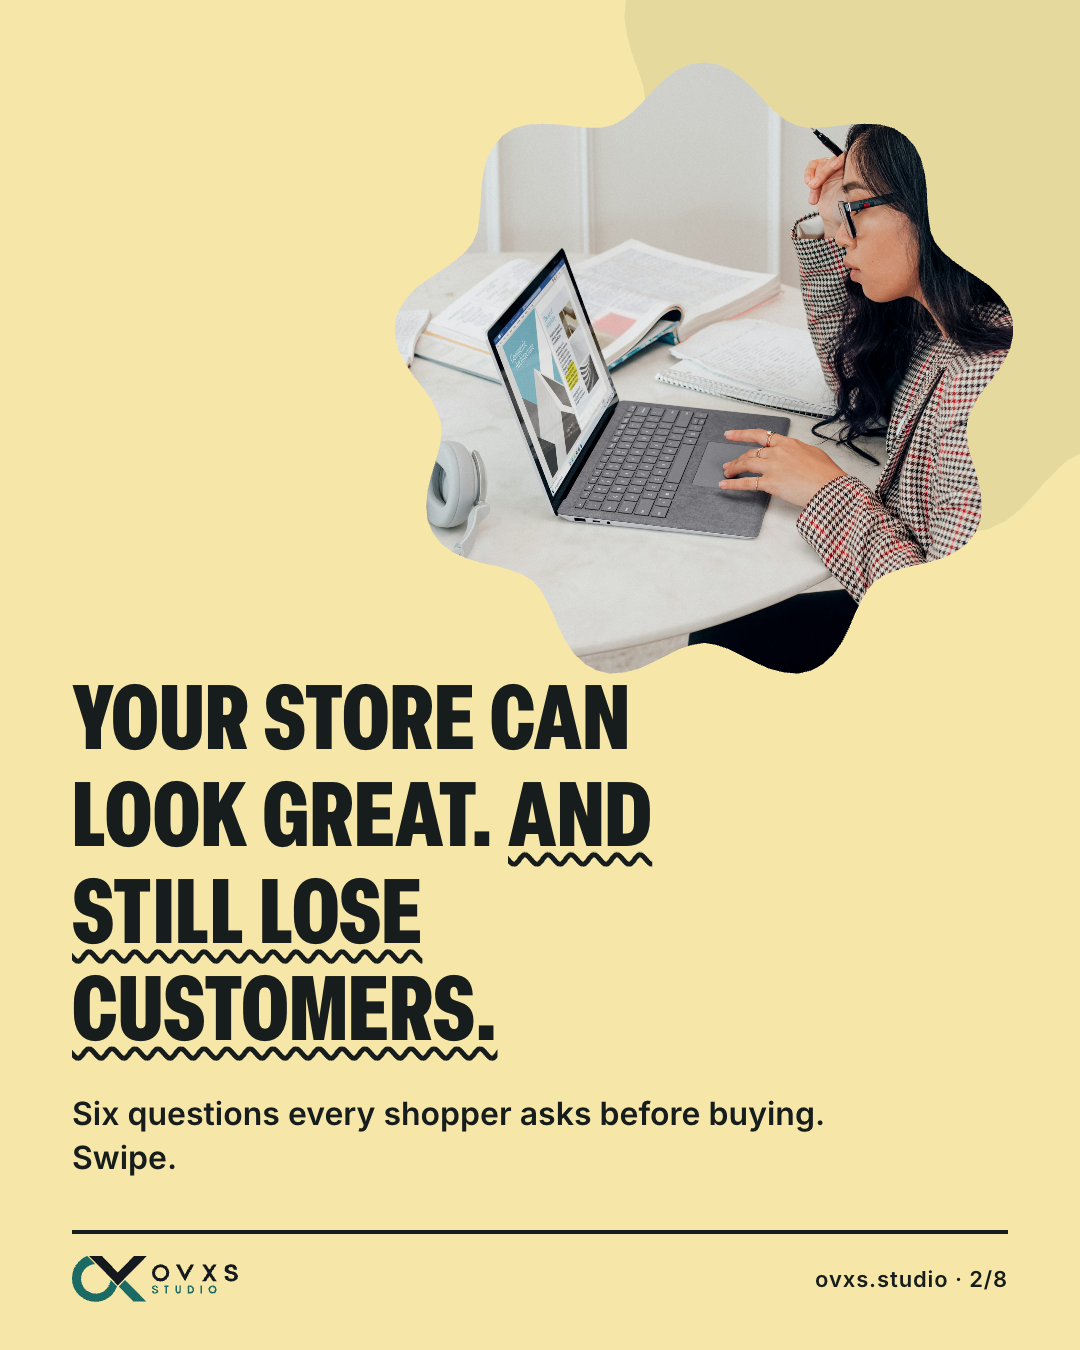 YOUR STORE CAN
LOOK GREAT. AND
STILL LOSE
CUSTOMERS.
Six questions every shopper asks before buying.
Swipe.
OVXS
STUDIO
ovxs.studio · 2/8